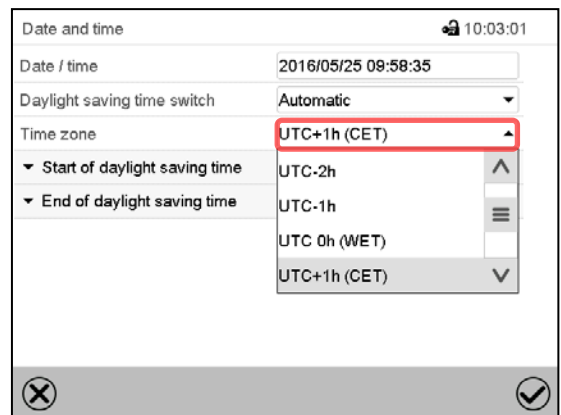 Date and time 10:03:01
Date / time 2016/05/25 09:58:35
Daylight saving time switch Automatic
Time zone UTC+1h (CET)
Start of daylight saving time UTC-2h
End of daylight saving time UTC-1h
UTC 0h (WET)
UTC+1h (CET)